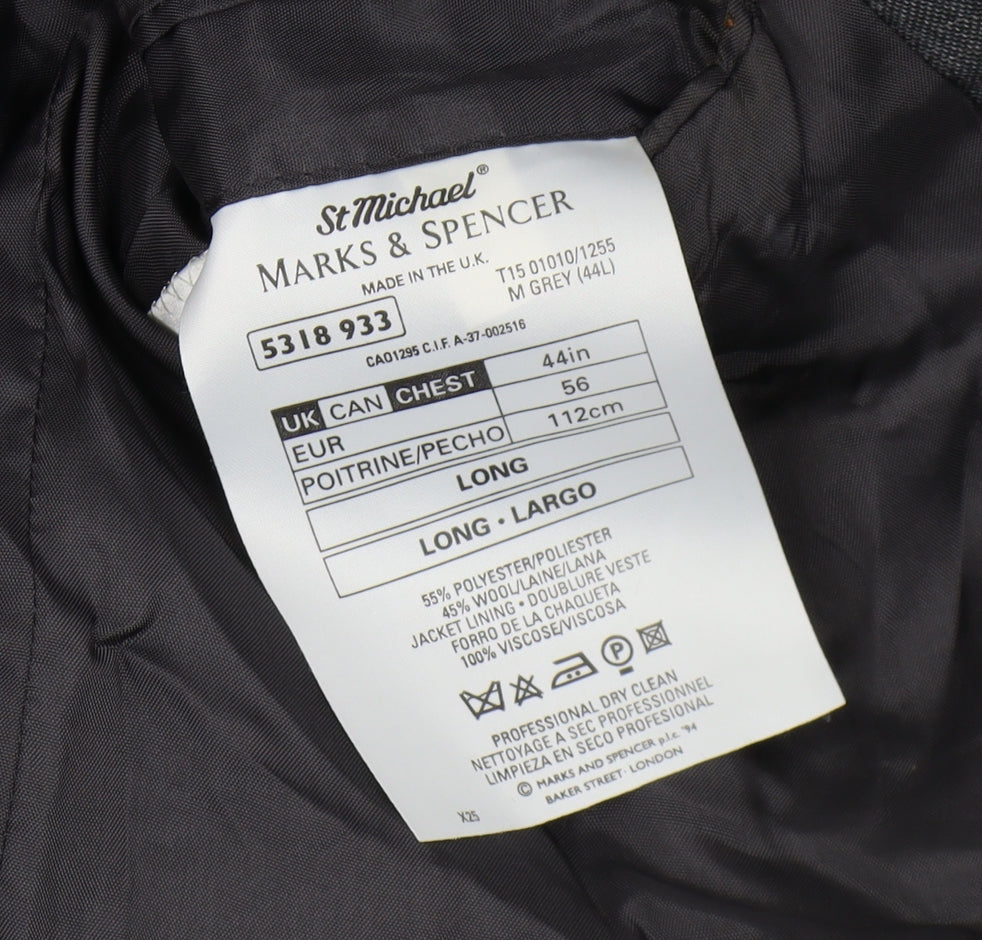 St Michael®
MARKS & SPENCER
MADE IN THE U.K.
T15 01010/1255
M GREY (44L)
5318 933
CAO1295 C.I.F. A-37-002516
UK CAN CHEST 44in
EUR 56
POITRINE/PECHO 112cm
LONG
LONG • LARGO
55% POLYESTER/POLIESTER
45% WOOL/LAINE/LANA
JACKET LINING • DOUBLURE VESTE
FORRO DE LA CHAQUETA
100% VISCOSE/VISCOSA
P
PROFESSIONAL DRY CLEAN
NETTOYAGE A SEC PROFESSIONNEL
LIMPIEZA EN SECO PROFESIONAL
© MARKS AND SPENCER p.l.c. '94
BAKER STREET · LONDON
X25